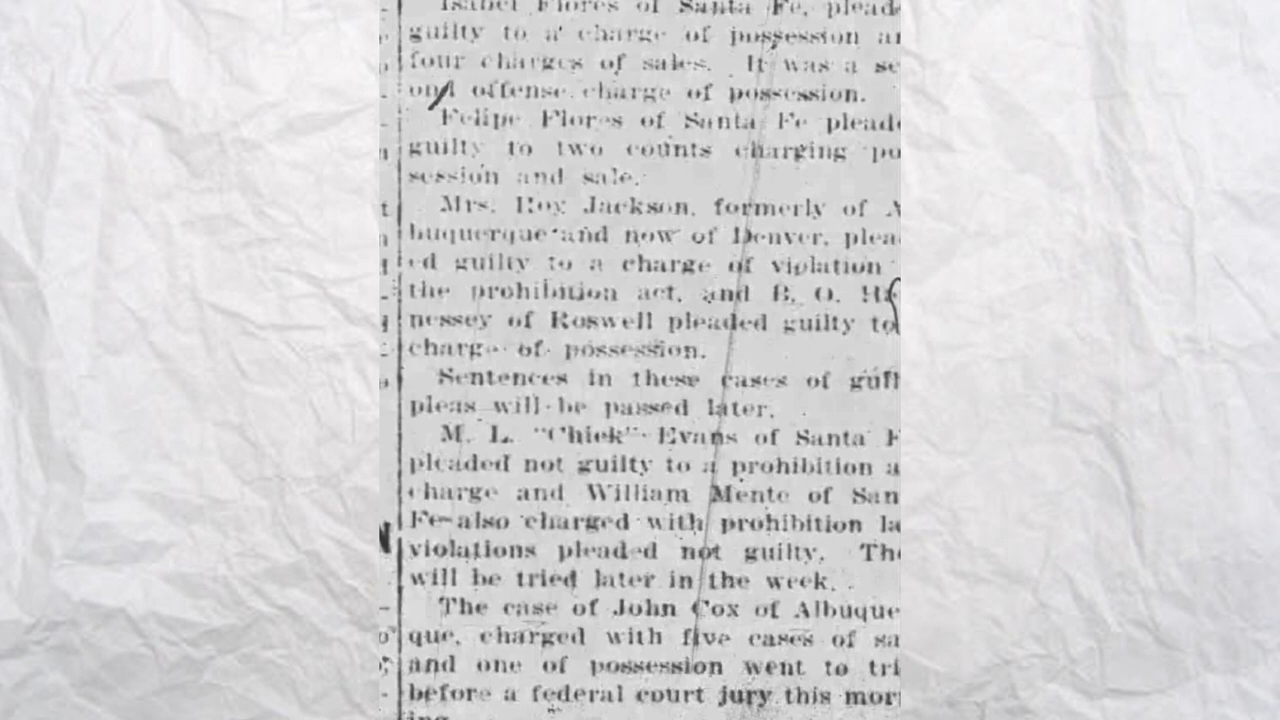 Isabel Flores of Santa Fe, plead
guilty to a charge of possession a
four charges of sales. It was a se
ond offense charge of possession.
Felipe Flores of Santa Fe plead
guilty to two counts charging po
session and sale.
Mrs. Roy Jackson, formerly of A
buquerque and now of Denver, plea
ed guilty to a charge of violation
the prohibition act, and B. O. He
nessey of Roswell pleaded guilty to
charge of possession.
Sentences in these cases of guil
pleas will be passed later.
M. L. "Chick" Evans of Santa F
pleaded not guilty to a prohibition a
charge and William Mente of San
Fe also charged with prohibition la
violations pleaded not guilty. The
will be tried later in the week.
The case of John Cox of Albuque
que, charged with five cases of sa
and one of possession went to tri
before a federal court jury this mor
ing